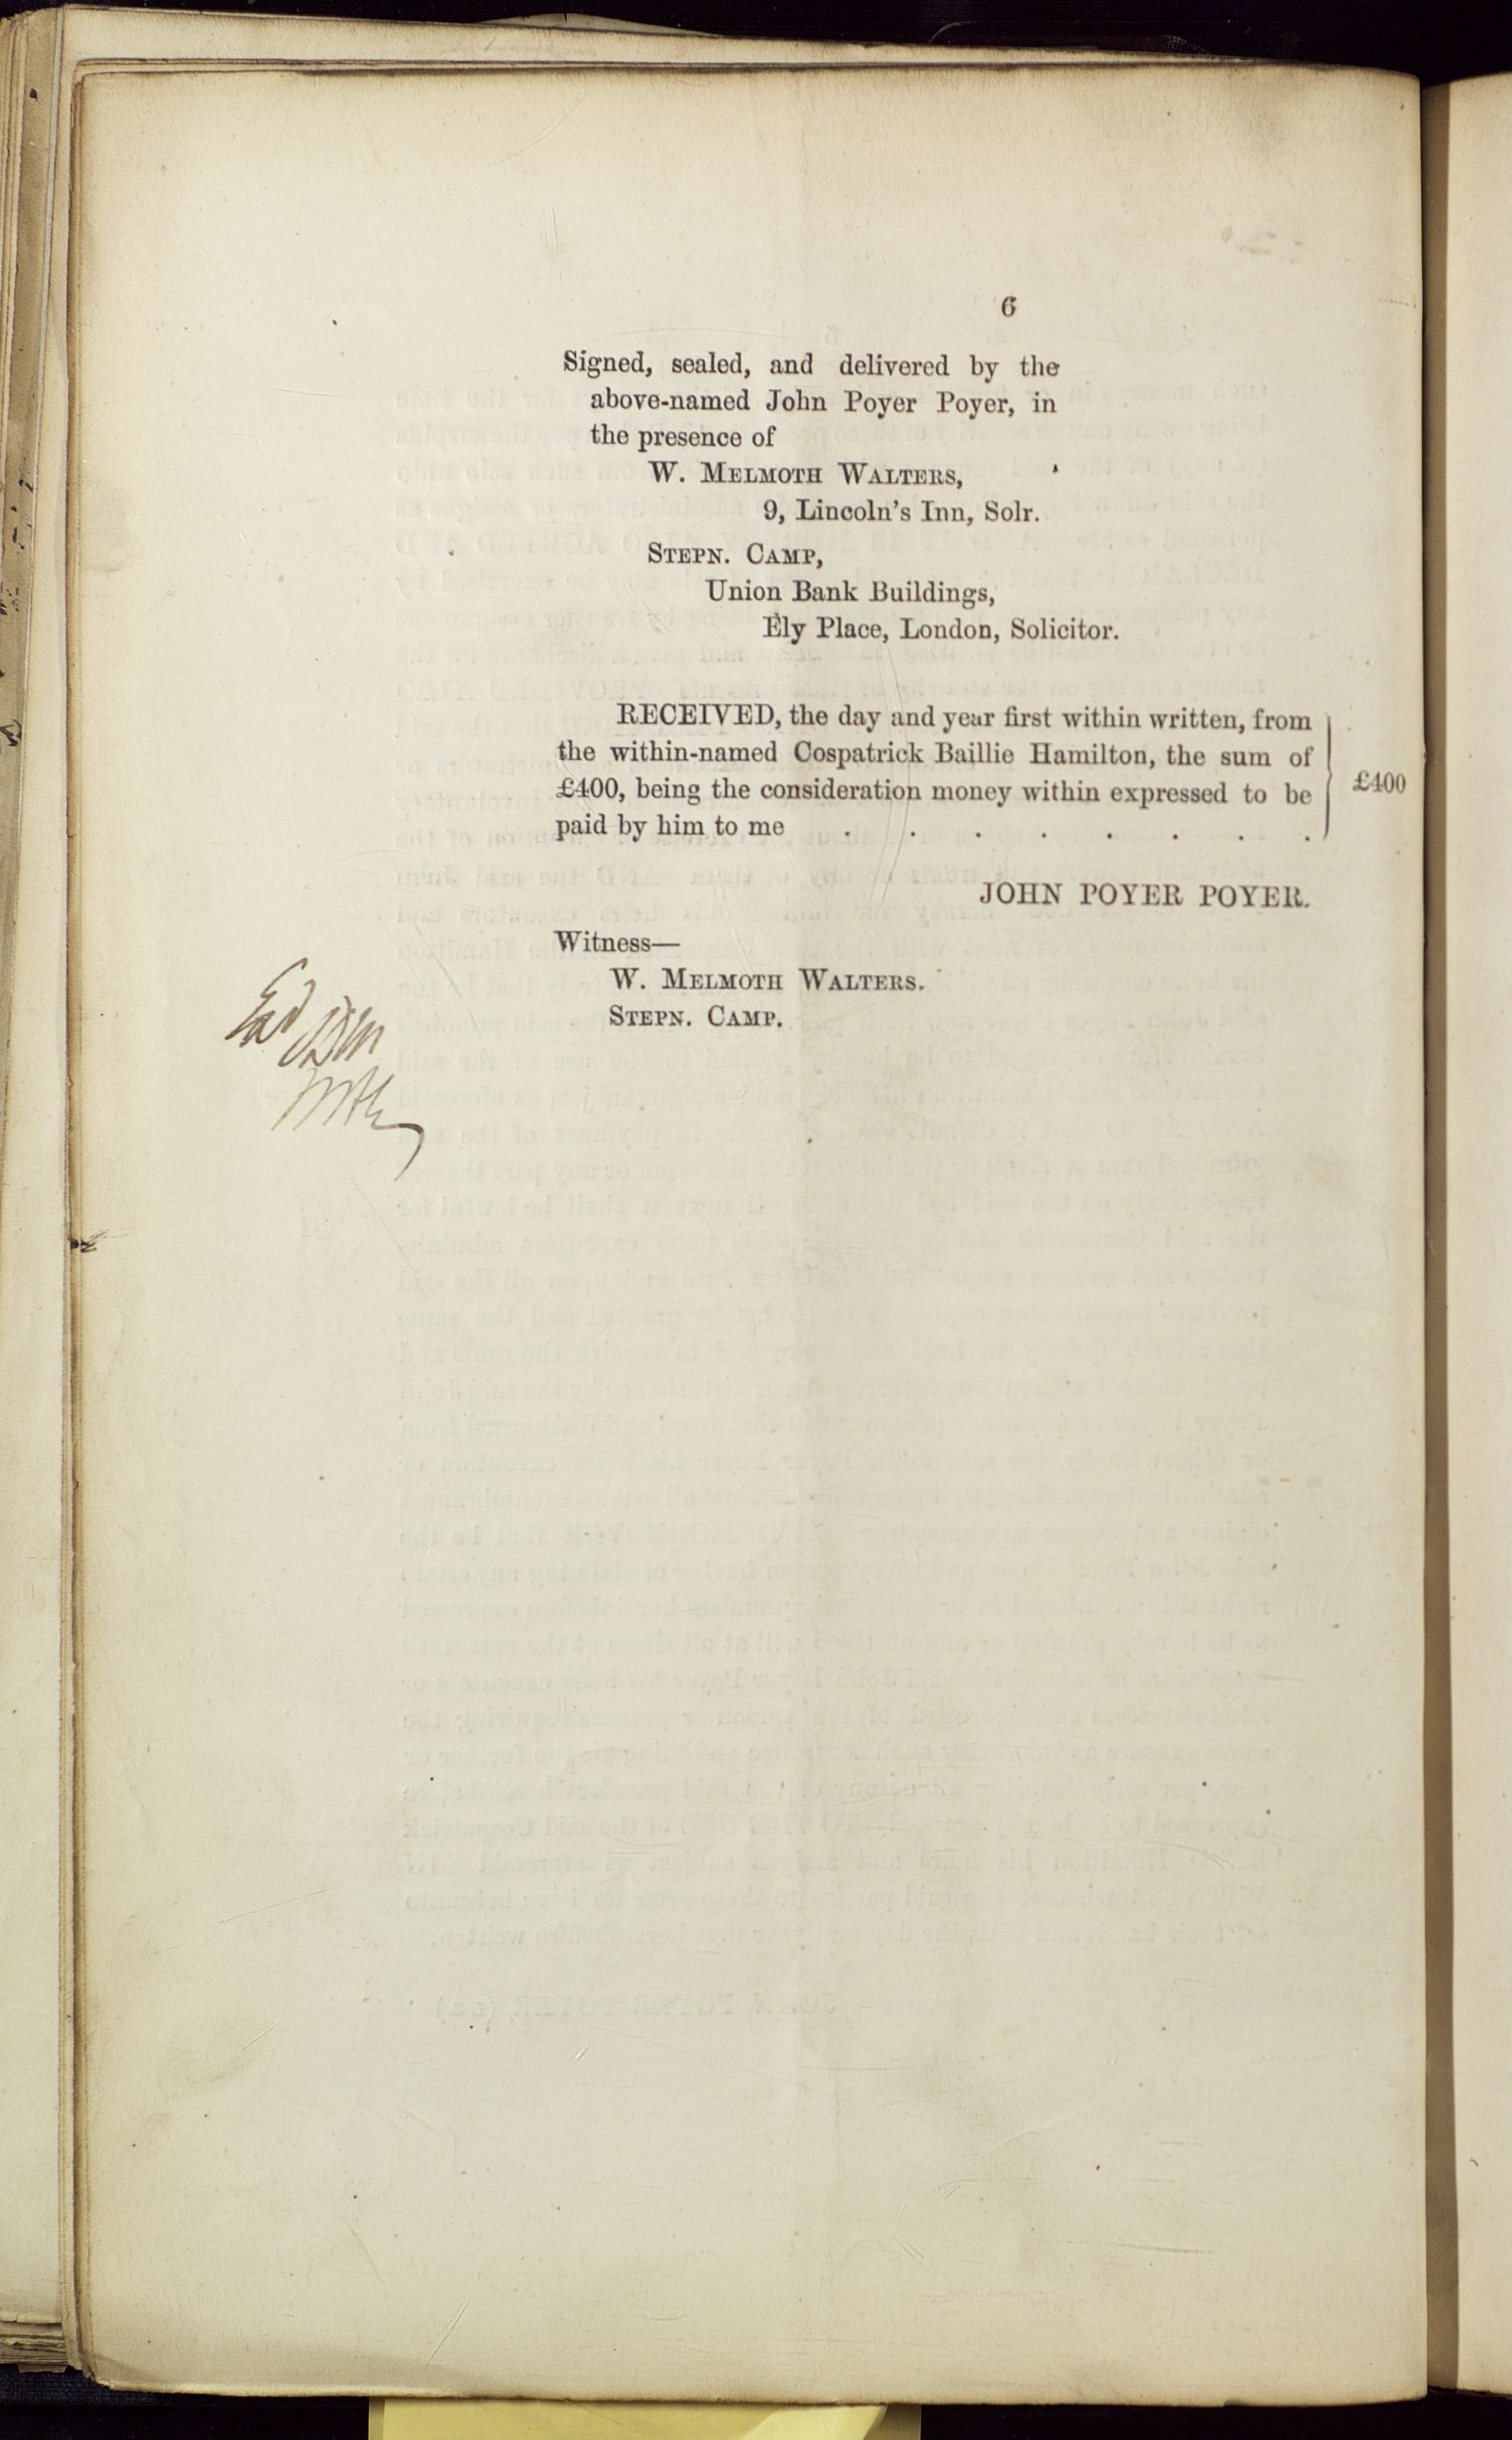 6
Signed, sealed, and delivered by the
above-named John Poyer Poyer, in
the presence of
W. MELMOTH WALTERS,
9, Lincoln's Inn, Solr.
STEPN. CAMP,
Union Bank Buildings,
Ely Place, London, Solicitor.
RECEIVED, the day and year first within written, from
the within-named Cospatrick Baillie Hamilton, the sum of
£400, being the consideration money within expressed to be
paid by him to me . . . . . . . .
£400
JOHN POYER POYER.
Witness—
W. MELMOTH WALTERS.
STEPN. CAMP.